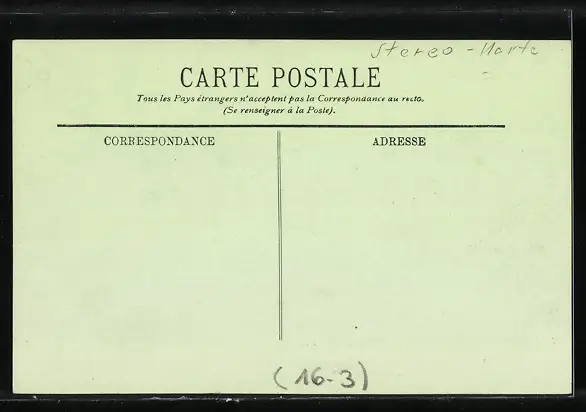 Stereo - Karte
CARTE POSTALE
Tous les Pays étrangers n'acceptent pas la Correspondance au recto.
(Se renseigner à la Poste).
CORRESPONDANCE
ADRESSE
(16-3)